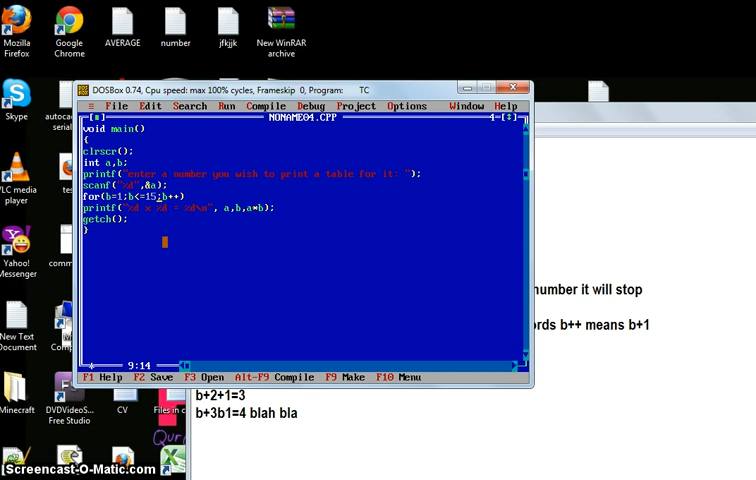 Mozilla Firefox
Google Chrome
AVERAGE
number
jfkjjk
New WinRAR archive
Skype
autocad
serial
VLC media player
tes
Yahoo! Messenger
comm
New Text Document
Minecraft
DVDVideoS... Free Studio
CV
Files in c
DOSBox 0.74, Cpu speed: max 100% cycles, Frameskip 0, Program: TC
≡ File Edit Search Run Compile Debug Project Options Window Help
NONAME04.CPP
4
void main()
{
clrscr();
int a,b;
printf("enter a number you wish to print a table for it: ");
scanf("%d",&a);
for(b=1;b<=15;b++)
printf("%d x %d = %d\n", a,b,a*b);
getch();
}
9:14
F1 Help F2 Save F3 Open Alt-F9 Compile F9 Make F10 Menu
number it will stop
ords b++ means b+1
b+2+1=3
b+3b1=4 blah bla
Screencast-O-Matic.com